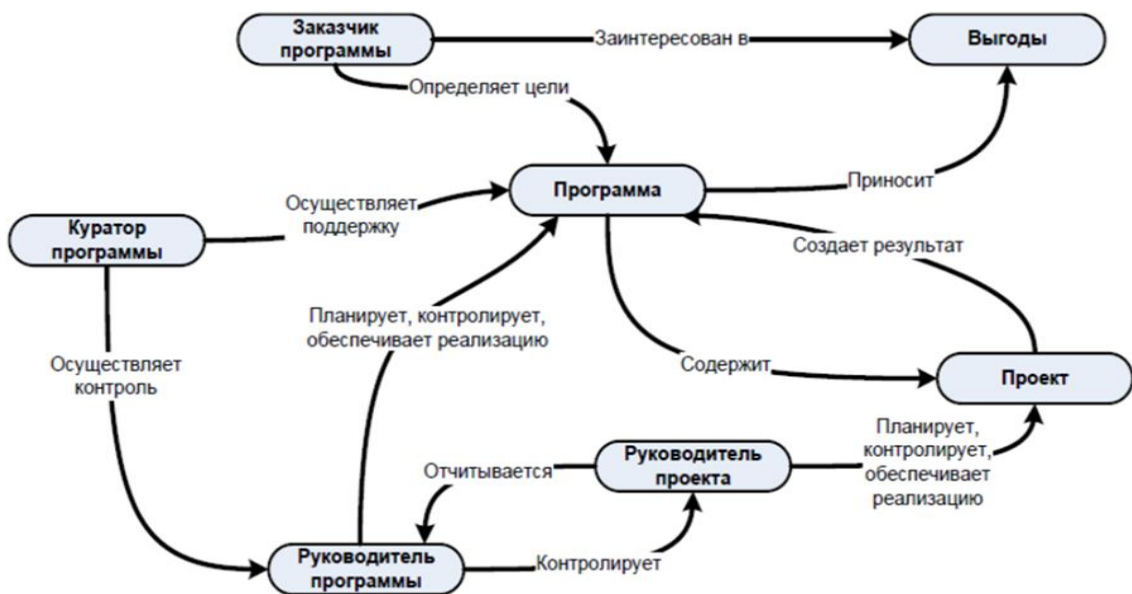 Заказчик
программы
Заинтересован в
Выгоды
Определяет цели
Программа
Приносит
Осуществляет
поддержку
Куратор
программы
Создает результат
Планирует, контролирует,
обеспечивает реализацию
Осуществляет
контроль
Содержит
Проект
Планирует,
контролирует,
обеспечивает
реализацию
Руководитель
проекта
Отчитывается
Руководитель
программы
Контролирует